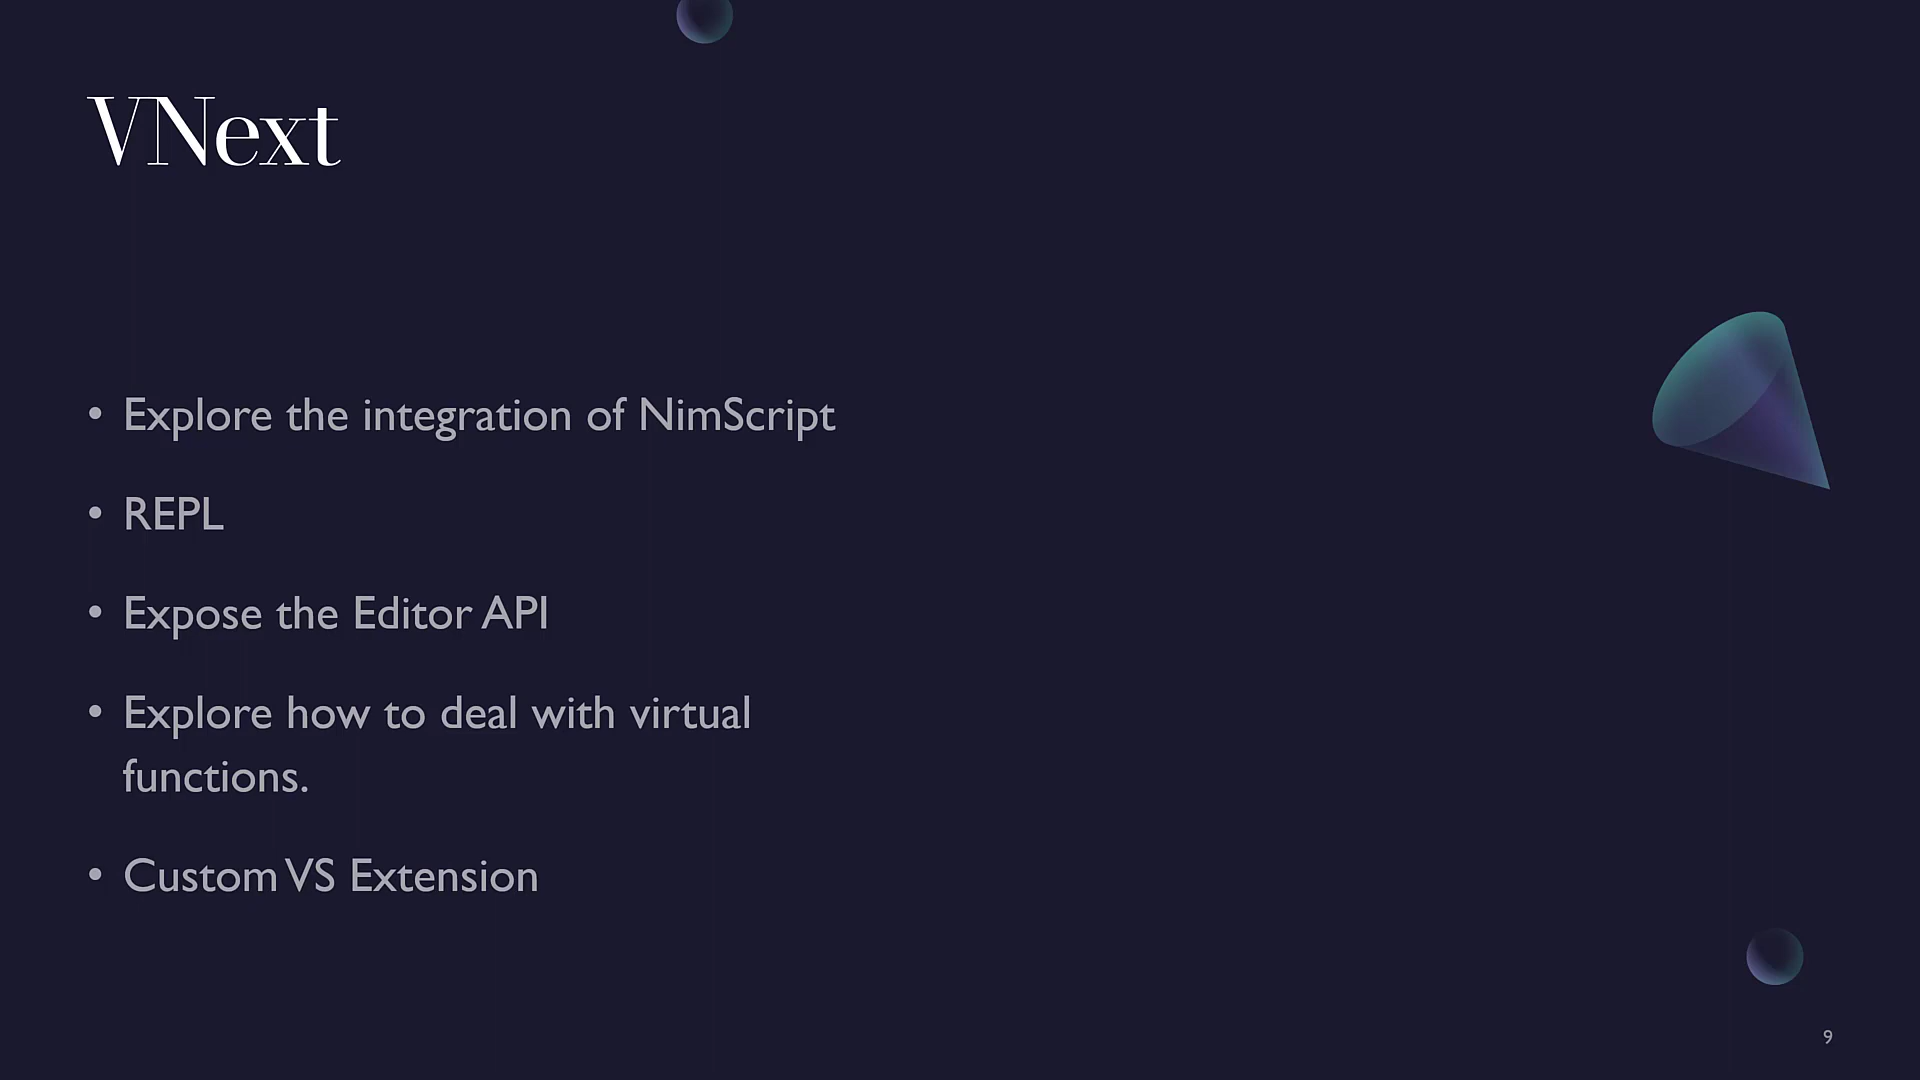 VNext
• Explore the integration of NimScript
• REPL
• Expose the Editor API
• Explore how to deal with virtual
functions.
• Custom VS Extension
9